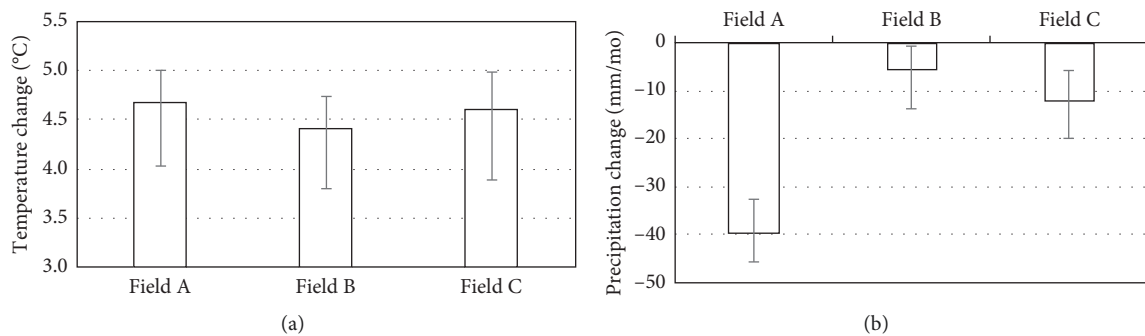 Temperature change (°C)
5.5
5.0
4.5
4.0
3.5
3.0
Field A Field B Field C
(a)
Field A Field B Field C
Precipitation change (mm/mo)
0
–10
–20
–30
–40
–50
(b)